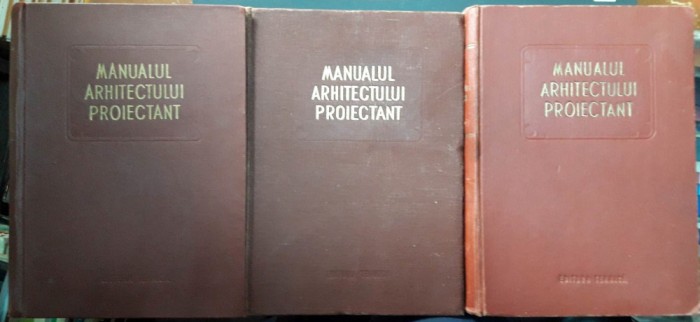 MANUALUL
ARHITECTULUI
PROIECTANT
MANUALUL
ARHITECTULUI
PROIECTANT
MANUALUL
ARHITECTULUI
PROIECTANT
EDITURA TEHNICĂ